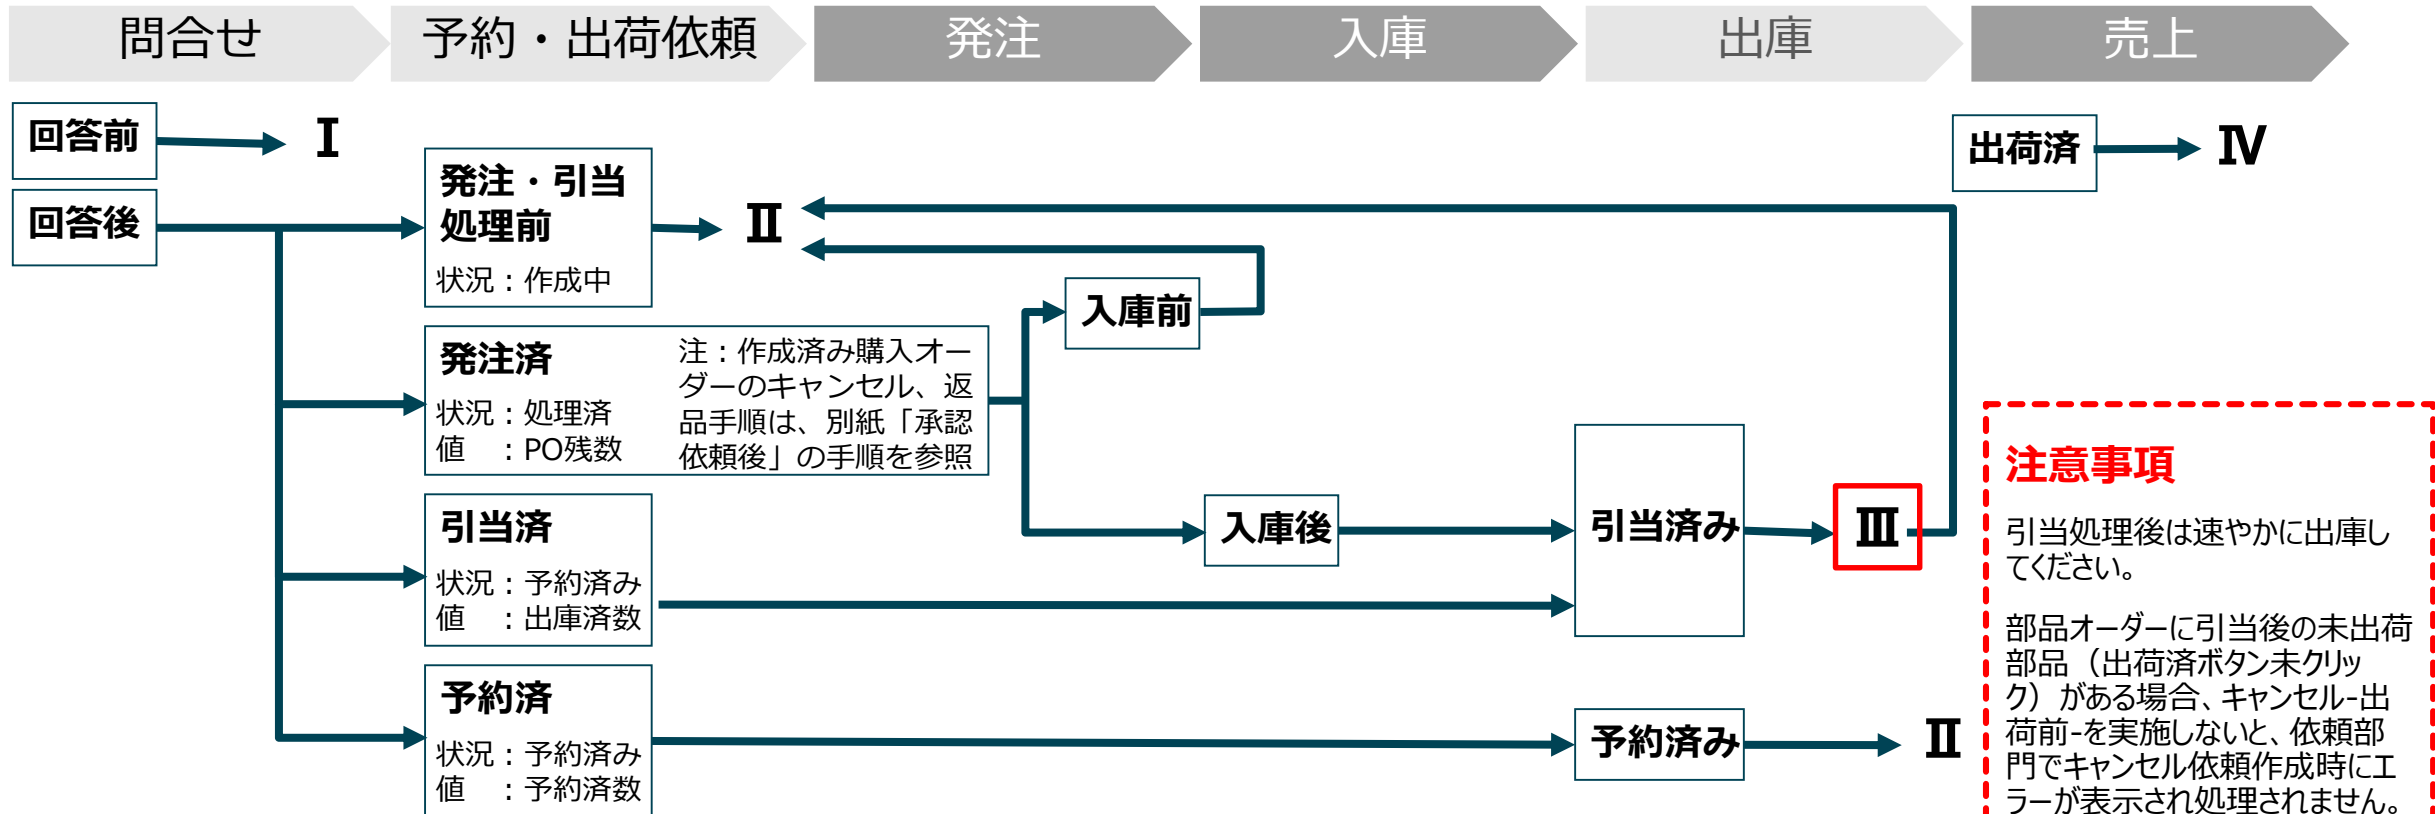 問合せ
予約・出荷依頼
発注
入庫
出庫
売上
回答前
Ⅰ
回答後
発注・引当
処理前
状況：作成中
Ⅱ
発注済
状況：処理済
値　：PO残数
注：作成済み購入オー
ダーのキャンセル、返
品手順は、別紙「承認
依頼後」の手順を参照
引当済
状況：予約済み
値　：出庫済数
予約済
状況：予約済み
値　：予約済数
入庫前
入庫後
引当済み
Ⅲ
予約済み
Ⅱ
出荷済
Ⅳ
注意事項
引当処理後は速やかに出庫し
てください。
部品オーダーに引当後の未出荷
部品（出荷済ボタン未クリッ
ク）がある場合、キャンセル-出
荷前-を実施しないと、依頼部
門でキャンセル依頼作成時にエ
ラーが表示され処理されません。